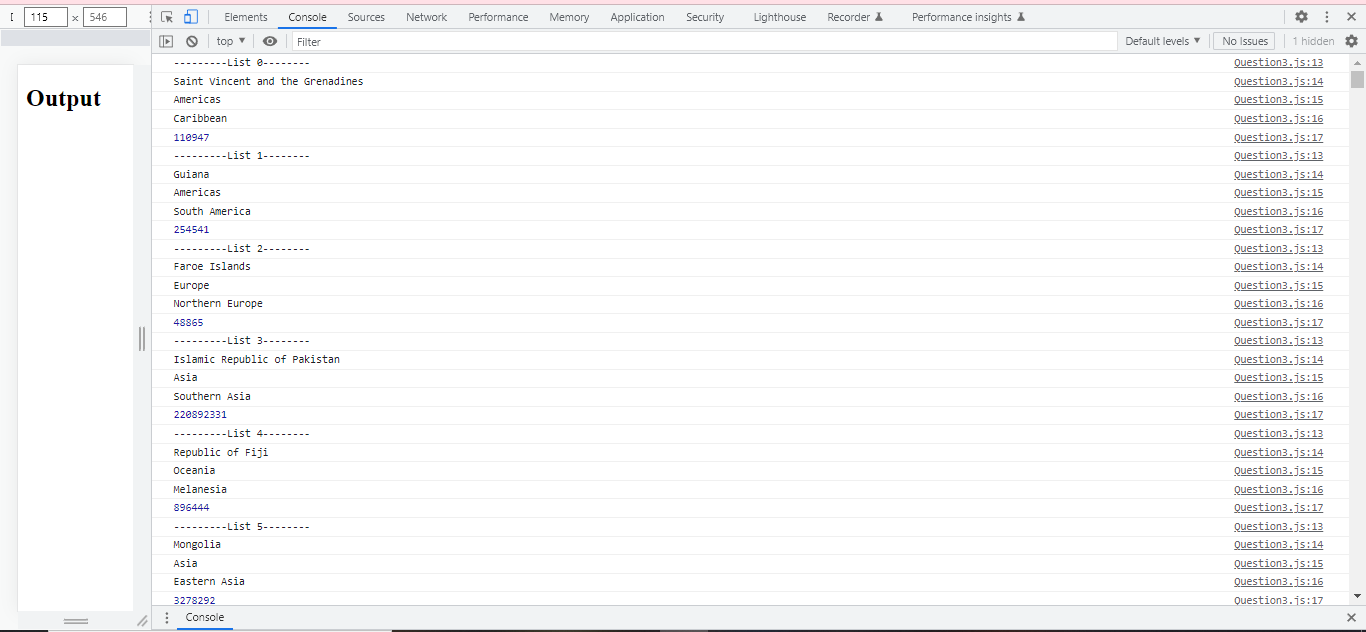 115 × 546
Elements Console Sources Network Performance Memory Application Security Lighthouse Recorder Performance insights
top Filter Default levels No Issues 1 hidden
Output
---------List 0-------- Question3.js:13
Saint Vincent and the Grenadines Question3.js:14
Americas Question3.js:15
Caribbean Question3.js:16
110947 Question3.js:17
---------List 1-------- Question3.js:13
Guiana Question3.js:14
Americas Question3.js:15
South America Question3.js:16
254541 Question3.js:17
---------List 2-------- Question3.js:13
Faroe Islands Question3.js:14
Europe Question3.js:15
Northern Europe Question3.js:16
48865 Question3.js:17
---------List 3-------- Question3.js:13
Islamic Republic of Pakistan Question3.js:14
Asia Question3.js:15
Southern Asia Question3.js:16
220892331 Question3.js:17
---------List 4-------- Question3.js:13
Republic of Fiji Question3.js:14
Oceania Question3.js:15
Melanesia Question3.js:16
896444 Question3.js:17
---------List 5-------- Question3.js:13
Mongolia Question3.js:14
Asia Question3.js:15
Eastern Asia Question3.js:16
3278292 Question3.js:17
Console